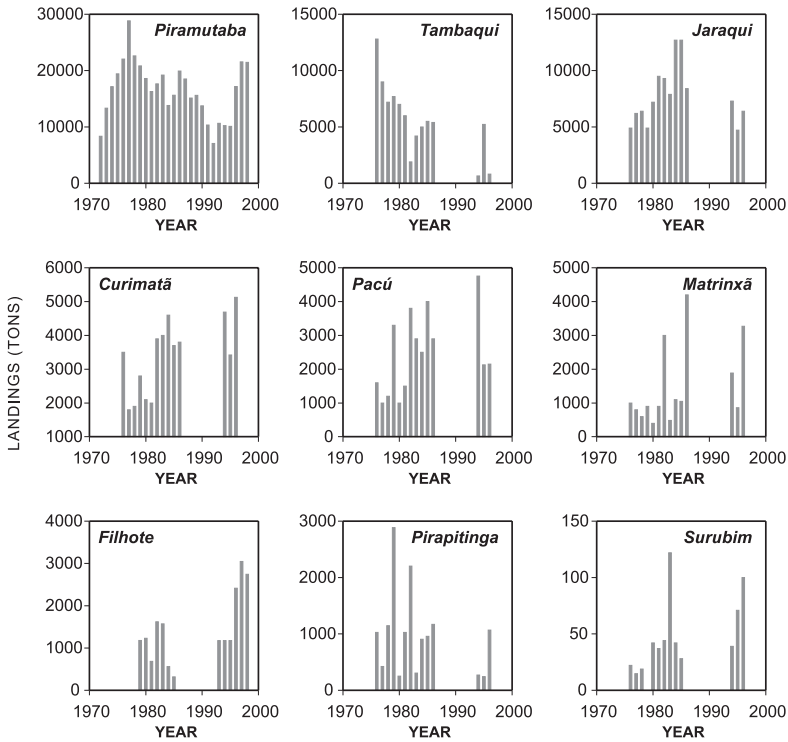 Piramutaba
30000
20000
10000
0
1970 1980 1990 2000
YEAR
Tambaqui
15000
10000
5000
0
1970 1980 1990 2000
YEAR
Jaraqui
15000
10000
5000
0
1970 1980 1990 2000
YEAR
LANDINGS (TONS)
Curimatã
6000
5000
4000
3000
2000
1000
1970 1980 1990 2000
YEAR
Pacú
5000
4000
3000
2000
1000
0
1970 1980 1990 2000
YEAR
Matrinxã
5000
4000
3000
2000
1000
0
1970 1980 1990 2000
YEAR
Filhote
4000
3000
2000
1000
0
1970 1980 1990 2000
YEAR
Pirapitinga
3000
2000
1000
0
1970 1980 1990 2000
YEAR
Surubim
150
100
50
0
1970 1980 1990 2000
YEAR